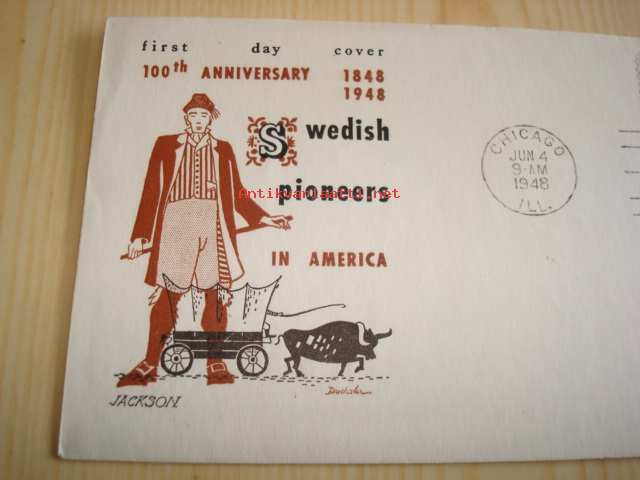 first day cover
100th ANNIVERSARY 1848
1948
Swedish
pioneers
Antikvariaatti.net
IN AMERICA
JACKSON
CHICAGO
JUN 4
9-AM
1948
ILL.